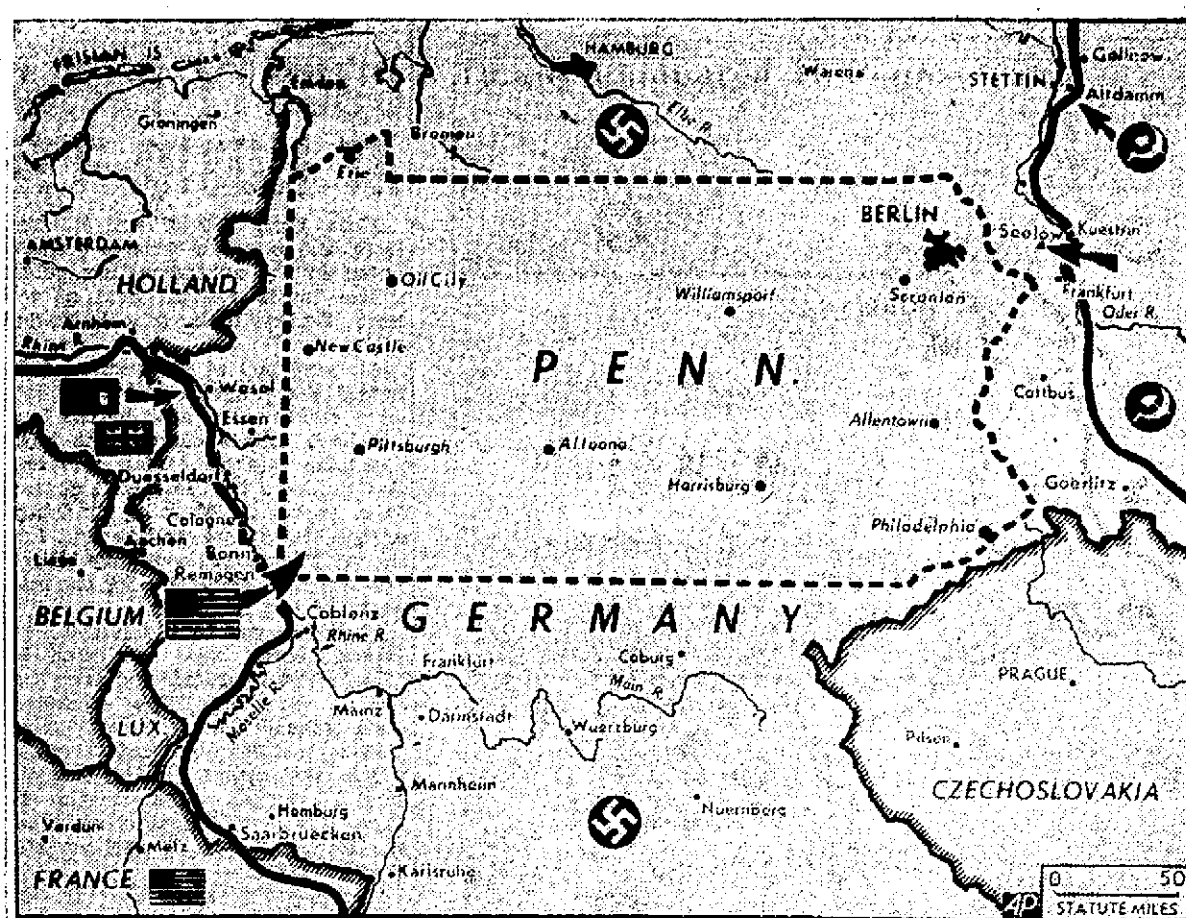 FRISIAN IS
Emden
Groningen
HAMBURG
Elbe R.
Waren
STETTIN
Gollnow
Altdamm
Bremen
Erie
BERLIN
Seelow
Kuestrin
AMSTERDAM
HOLLAND
Oil City
Williamsport
Scranton
Frankfurt
Oder R.
Arnhem
Rhine R.
New Castle
PENN.
Wesel
Essen
Cottbus
Allentown
Pittsburgh
Altoona
Duesseldorf
Harrisburg
Goerlitz
Cologne
Philadelphia
Aachen
Bonn
Liege
Remagen
BELGIUM
Coblenz
GERMANY
Rhine R.
Frankfurt
Coburg
Main R.
PRAGUE
Moselle R.
Mainz
LUX
Darmstadt
Wuerzburg
Pilsen
Mannheim
CZECHOSLOVAKIA
Homburg
Nuernberg
Verdun
Saarbruecken
Metz
FRANCE
Karlsruhe
AP
0 50
STATUTE MILES